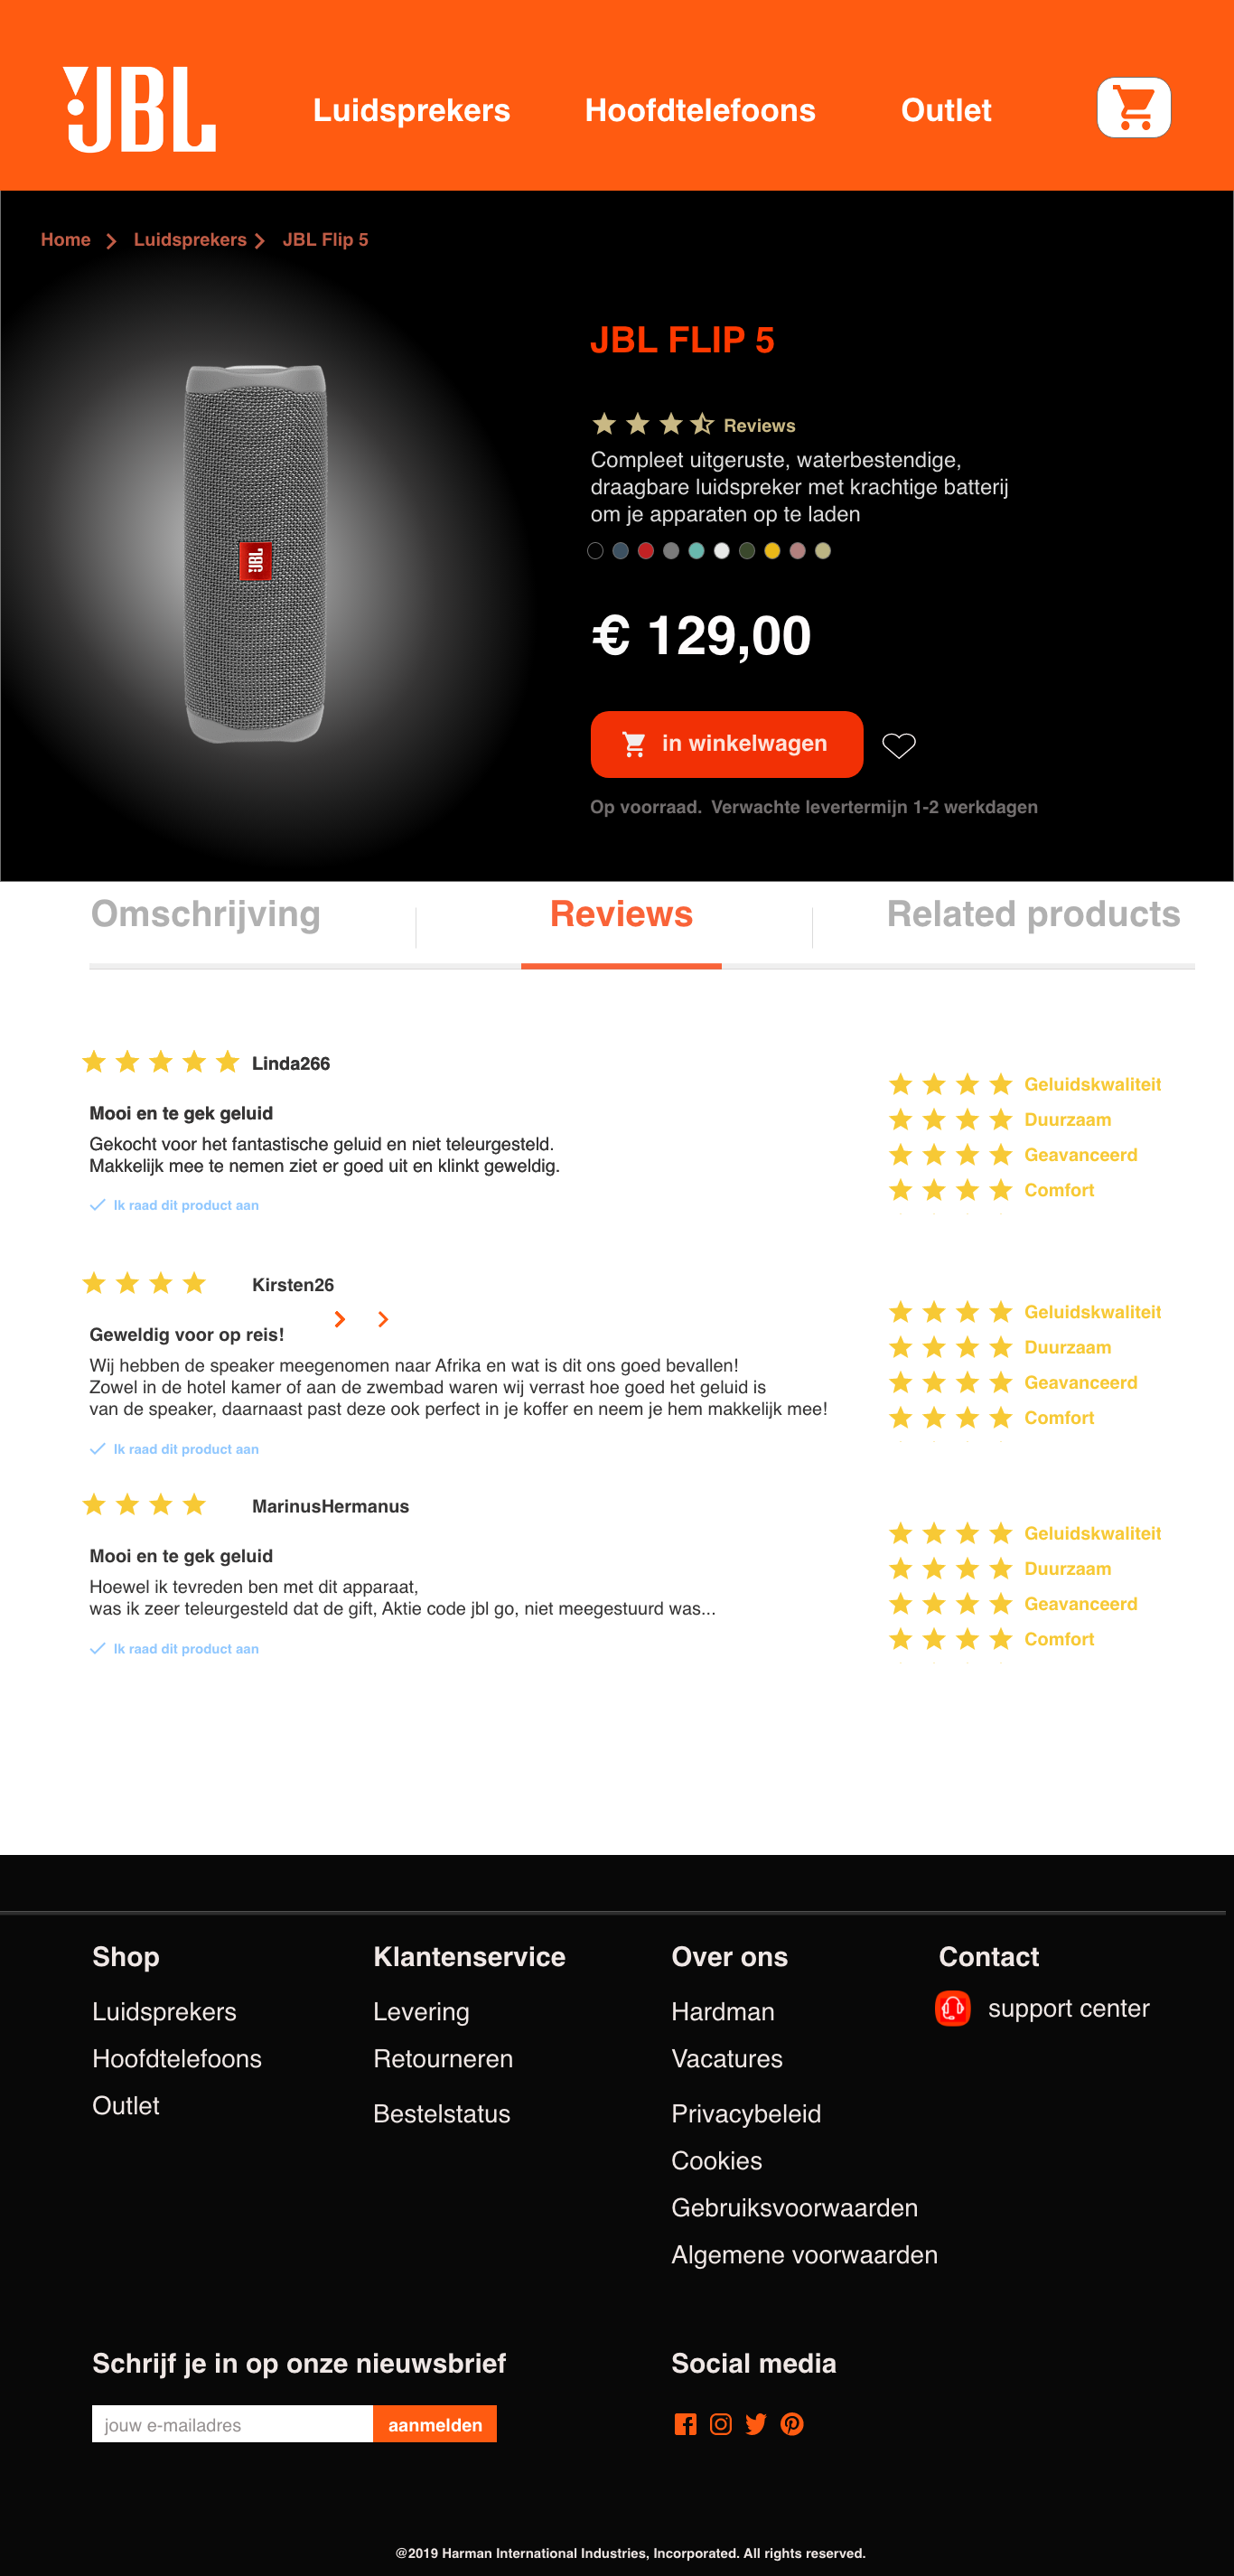 JBL
Luidsprekers
Hoofdtelefoons
Outlet
Home
Luidsprekers
JBL Flip 5
JBL FLIP 5
Reviews
Compleet uitgeruste, waterbestendige,
draagbare luidspreker met krachtige batterij
om je apparaten op te laden
JBL
€ 129,00
in winkelwagen
Op voorraad. Verwachte levertermijn 1-2 werkdagen
Omschrijving
Reviews
Related products
Linda266
Mooi en te gek geluid
Gekocht voor het fantastische geluid en niet teleurgesteld.
Makkelijk mee te nemen ziet er goed uit en klinkt geweldig.
Ik raad dit product aan
Geluidskwaliteit
Duurzaam
Geavanceerd
Comfort
Kirsten26
Geweldig voor op reis!
Wij hebben de speaker meegenomen naar Afrika en wat is dit ons goed bevallen!
Zowel in de hotel kamer of aan de zwembad waren wij verrast hoe goed het geluid is
van de speaker, daarnaast past deze ook perfect in je koffer en neem je hem makkelijk mee!
Ik raad dit product aan
Geluidskwaliteit
Duurzaam
Geavanceerd
Comfort
MarinusHermanus
Mooi en te gek geluid
Hoewel ik tevreden ben met dit apparaat,
was ik zeer teleurgesteld dat de gift, Aktie code jbl go, niet meegestuurd was...
Ik raad dit product aan
Geluidskwaliteit
Duurzaam
Geavanceerd
Comfort
Shop
Luidsprekers
Hoofdtelefoons
Outlet
Klantenservice
Levering
Retourneren
Bestelstatus
Over ons
Hardman
Vacatures
Privacybeleid
Cookies
Gebruiksvoorwaarden
Algemene voorwaarden
Contact
support center
Schrijf je in op onze nieuwsbrief
jouw e-mailadres
aanmelden
Social media
@2019 Harman International Industries, Incorporated. All rights reserved.